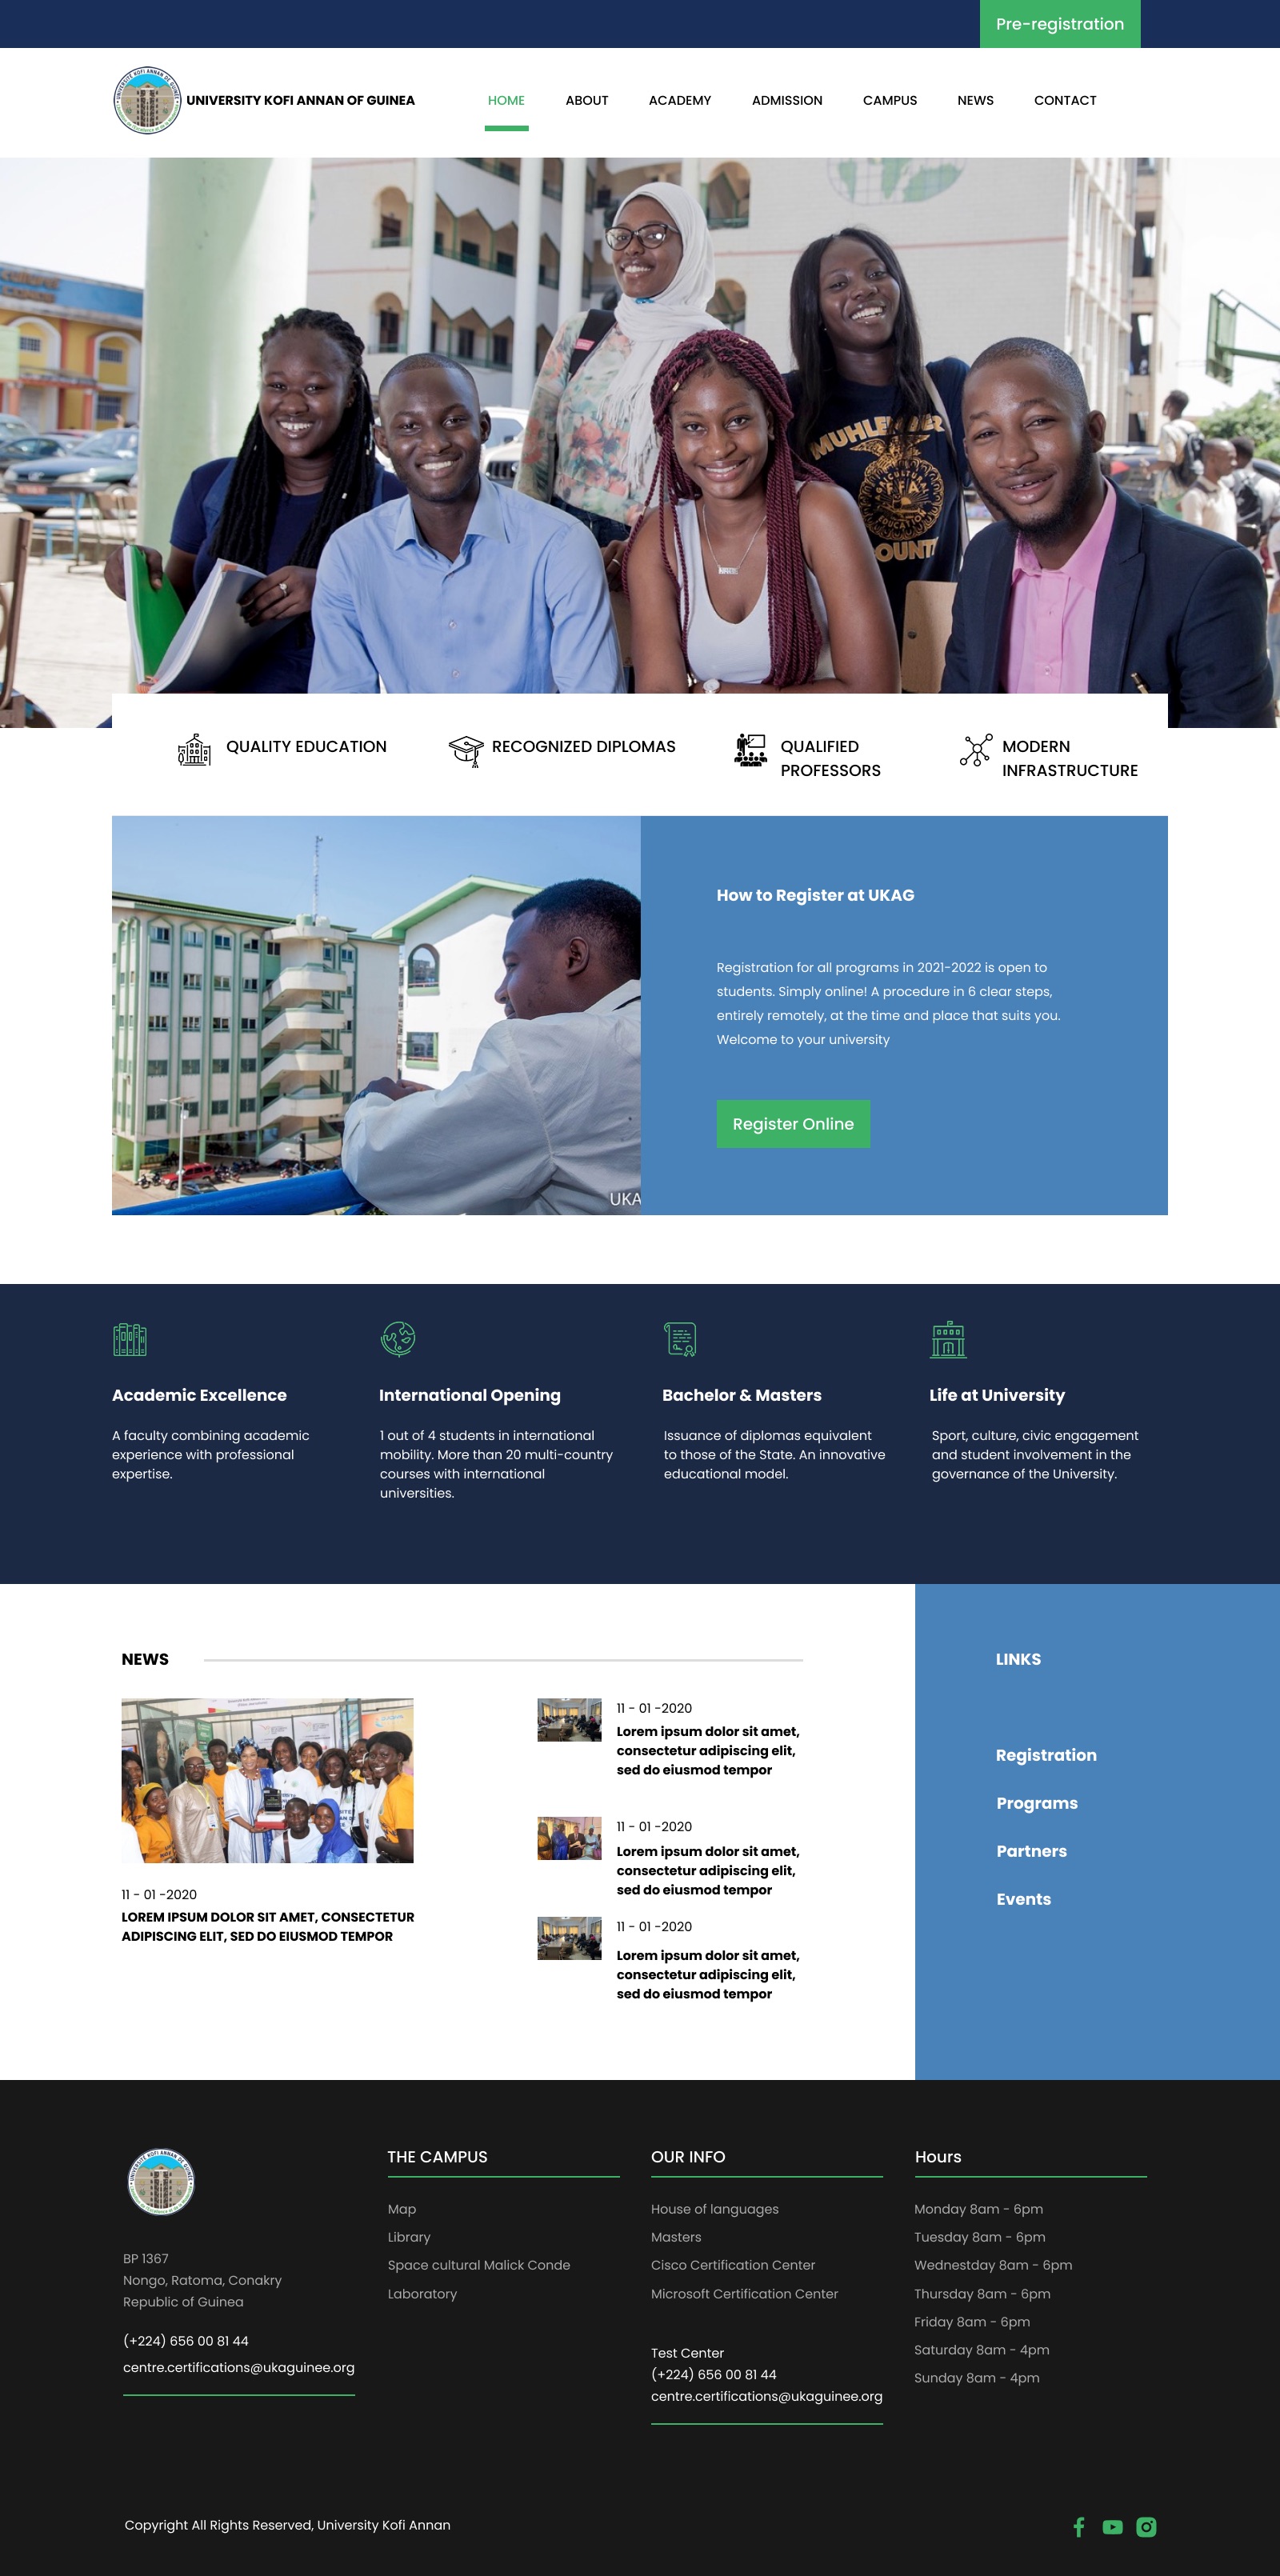 Pre-registration
UNIVERSITY KOFI ANNAN OF GUINEA
HOME
ABOUT
ACADEMY
ADMISSION
CAMPUS
NEWS
CONTACT
COUNTY
QUALITY EDUCATION
RECOGNIZED DIPLOMAS
QUALIFIED
PROFESSORS
MODERN
INFRASTRUCTURE
How to Register at UKAG
Registration for all programs in 2021-2022 is open to
students. Simply online! A procedure in 6 clear steps,
entirely remotely, at the time and place that suits you.
Welcome to your university
Register Online
UKA
Academic Excellence
A faculty combining academic
experience with professional
expertise.
International Opening
1 out of 4 students in international
mobility. More than 20 multi-country
courses with international
universities.
Bachelor & Masters
Issuance of diplomas equivalent
to those of the State. An innovative
educational model.
Life at University
Sport, culture, civic engagement
and student involvement in the
governance of the University.
NEWS
11 - 01 -2020
LOREM IPSUM DOLOR SIT AMET, CONSECTETUR
ADIPISCING ELIT, SED DO EIUSMOD TEMPOR
11 - 01 -2020
Lorem ipsum dolor sit amet,
consectetur adipiscing elit,
sed do eiusmod tempor
11 - 01 -2020
Lorem ipsum dolor sit amet,
consectetur adipiscing elit,
sed do eiusmod tempor
11 - 01 -2020
Lorem ipsum dolor sit amet,
consectetur adipiscing elit,
sed do eiusmod tempor
LINKS
Registration
Programs
Partners
Events
BP 1367
Nongo, Ratoma, Conakry
Republic of Guinea
(+224) 656 00 81 44
centre.certifications@ukaguinee.org
THE CAMPUS
Map
Library
Space cultural Malick Conde
Laboratory
OUR INFO
House of languages
Masters
Cisco Certification Center
Microsoft Certification Center
Test Center
(+224) 656 00 81 44
centre.certifications@ukaguinee.org
Hours
Monday 8am - 6pm
Tuesday 8am - 6pm
Wednestday 8am - 6pm
Thursday 8am - 6pm
Friday 8am - 6pm
Saturday 8am - 4pm
Sunday 8am - 4pm
Copyright All Rights Reserved, University Kofi Annan